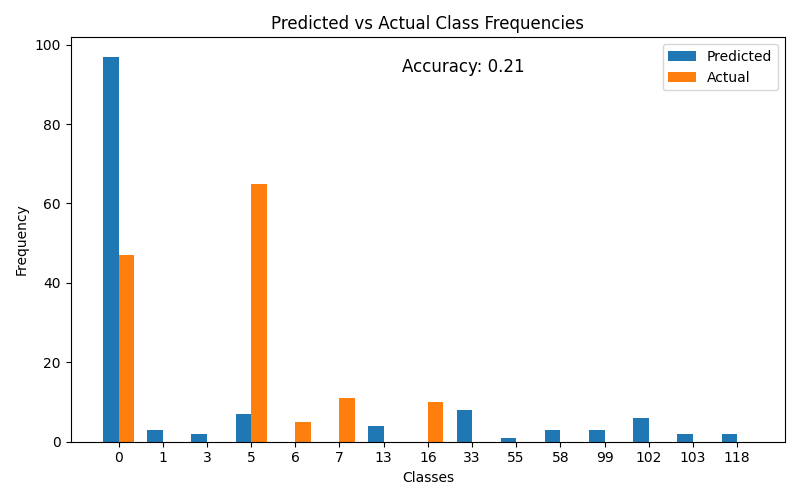 Predicted vs Actual Class Frequencies
Accuracy: 0.21
Predicted
Actual
Frequency
100
80
60
40
20
0
0 1 3 5 6 7 13 16 33 55 58 99 102 103 118
Classes